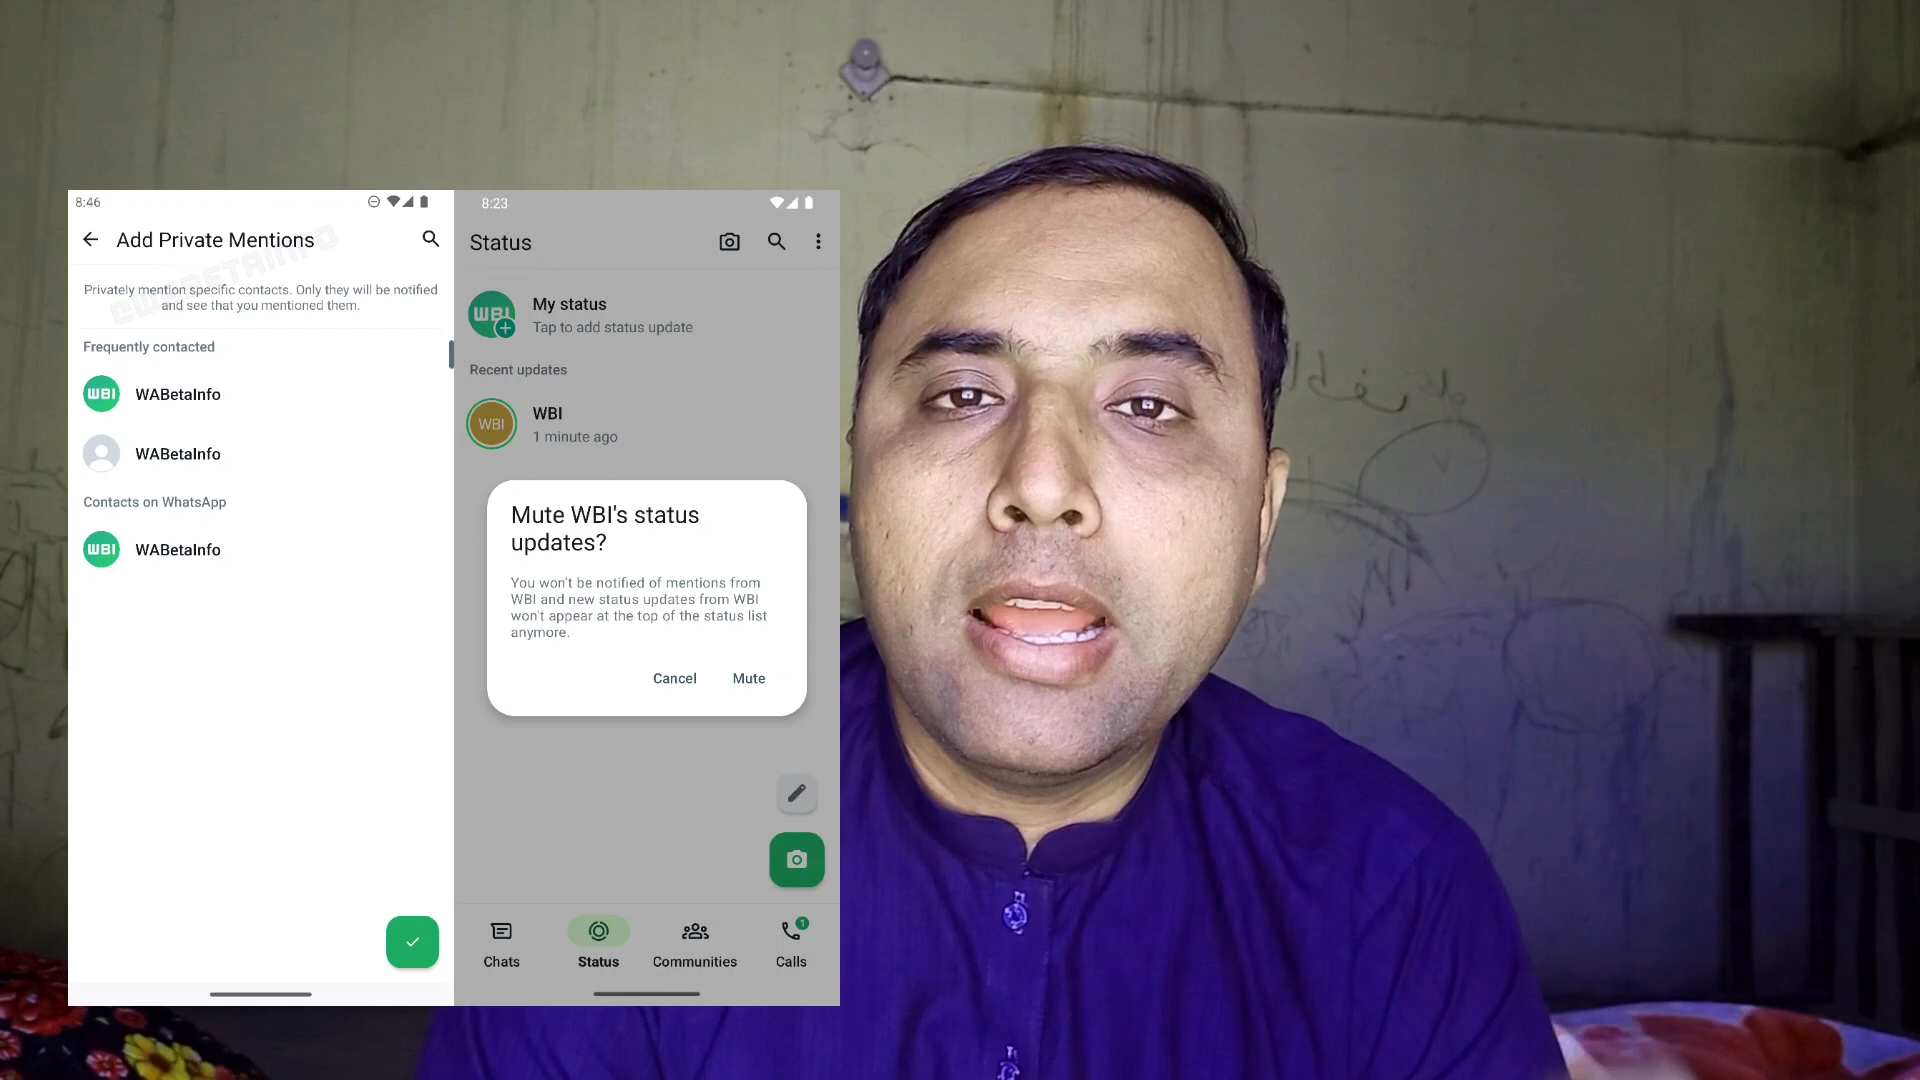 8:46
Add Private Mentions
Privately mention specific contacts. Only they will be notified
and see that you mentioned them.
Frequently contacted
WBI
WABetaInfo
WABetaInfo
Contacts on WhatsApp
WBI
WABetaInfo
8:23
Status
WBI
My status
Tap to add status update
Recent updates
WBI
WBI
1 minute ago
Mute WBI's status
updates?
You won't be notified of mentions from
WBI and new status updates from WBI
won't appear at the top of the status list
anymore.
Cancel
Mute
Chats
Status
Communities
1
Calls